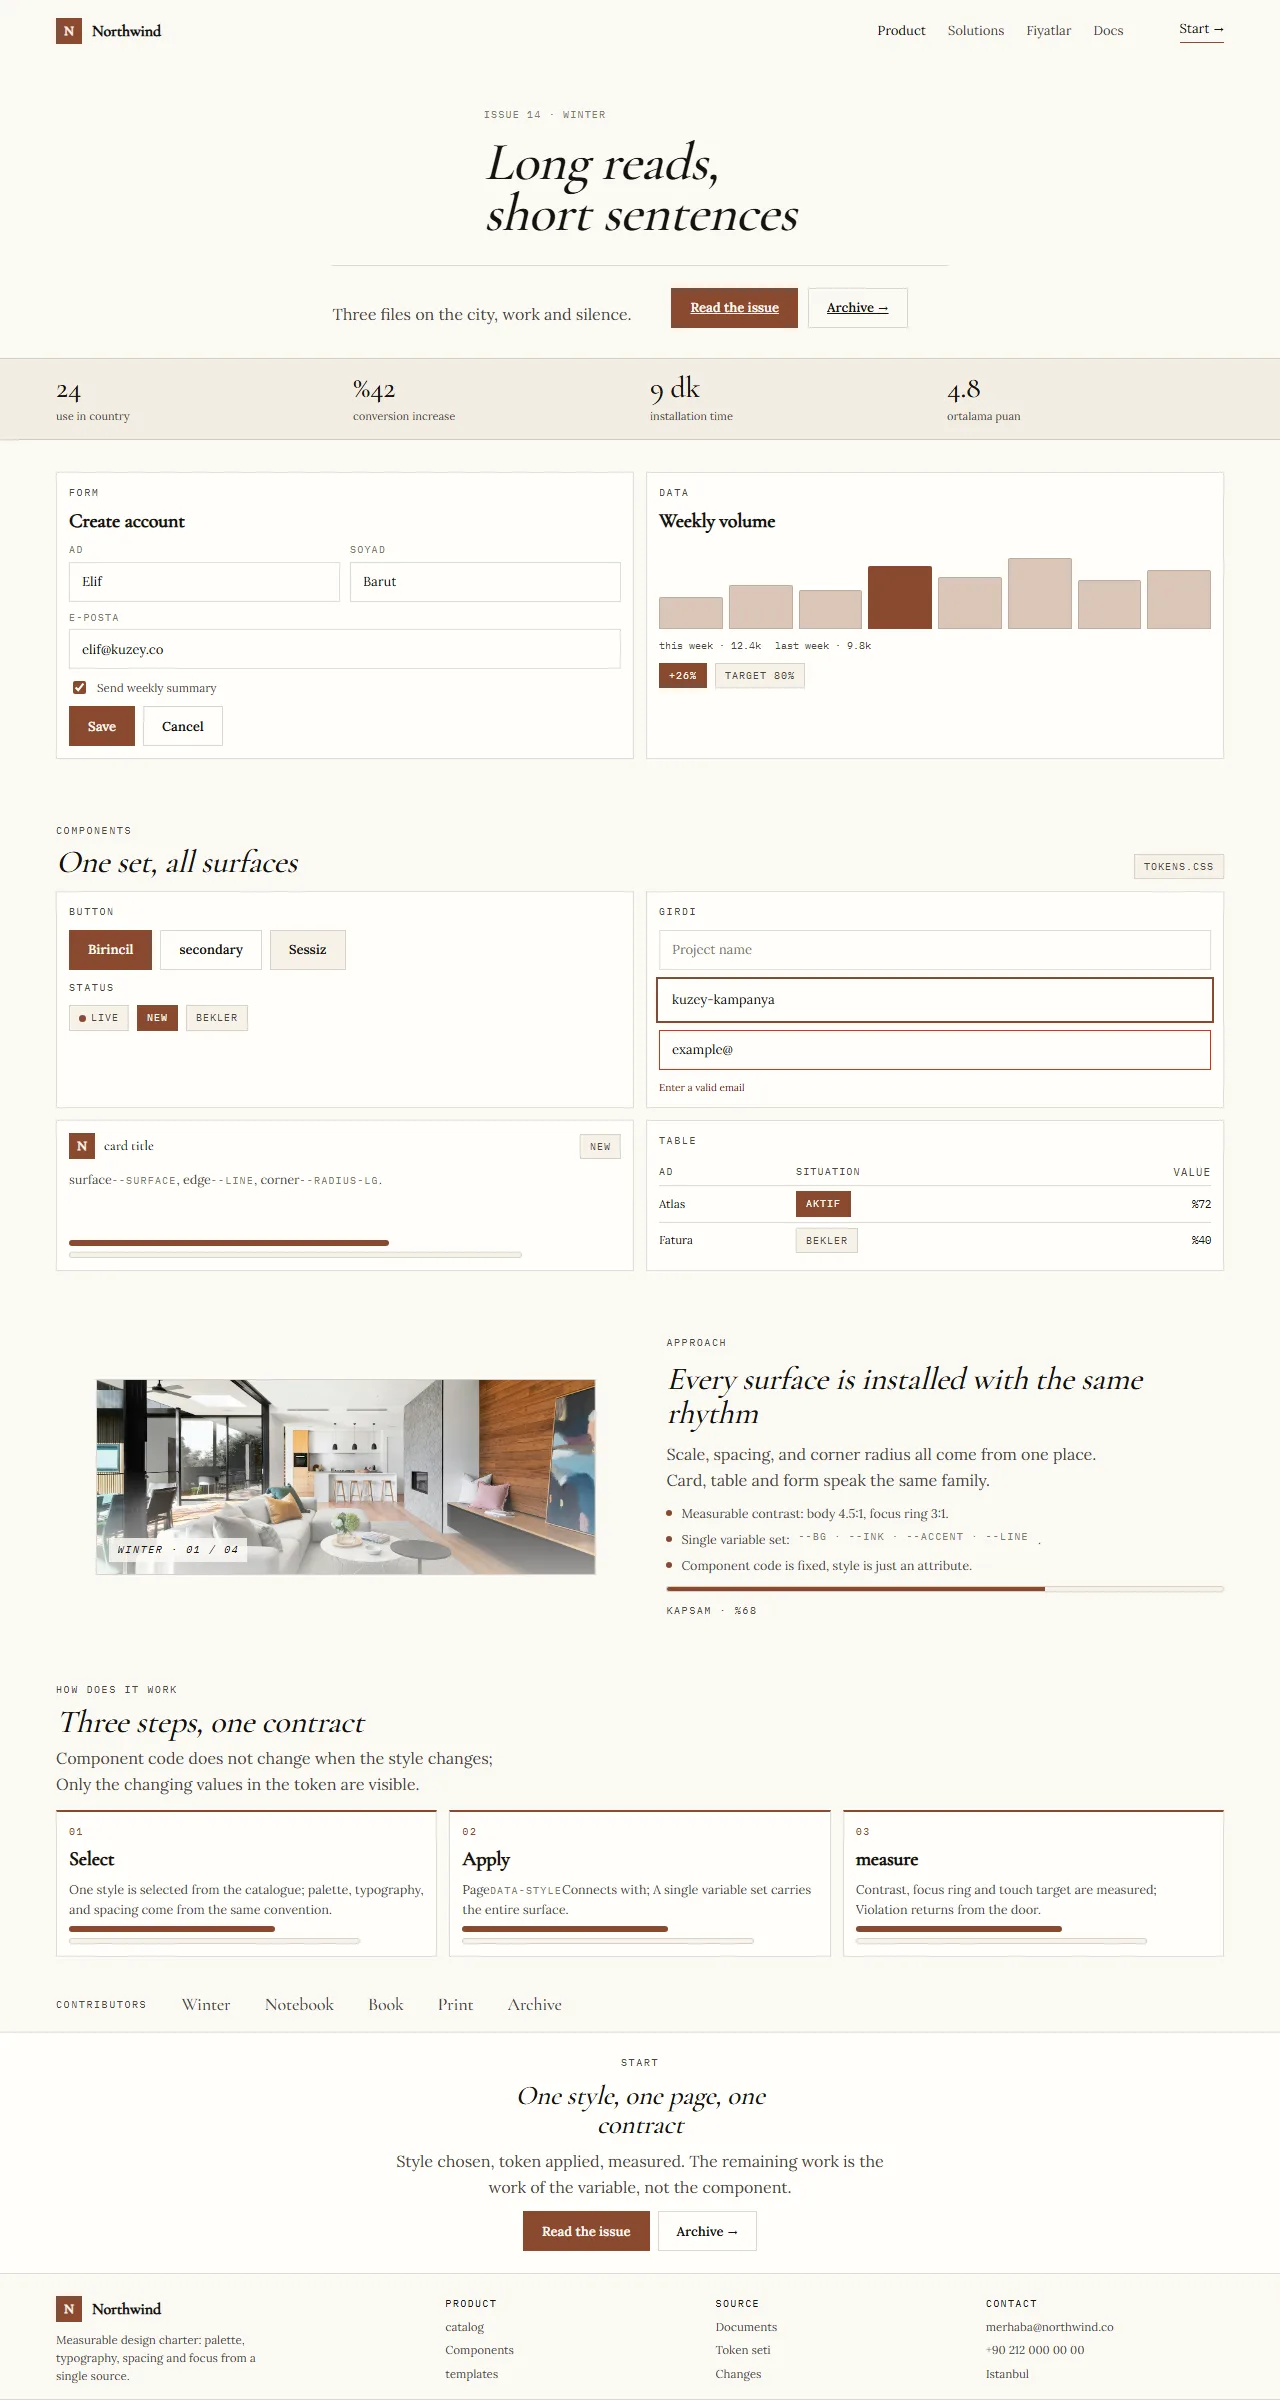 N Northwind
Product Solutions Fiyatlar Docs Start →
ISSUE 14 · WINTER
Long reads,
short sentences
Three files on the city, work and silence.
Read the issue
Archive →
24
use in country
%42
conversion increase
9 dk
installation time
4.8
ortalama puan
FORM
Create account
AD
SOYAD
Elif
Barut
E-POSTA
elif@kuzey.co
Send weekly summary
Save
Cancel
DATA
Weekly volume
this week · 12.4k last week · 9.8k
+26%
TARGET 80%
COMPONENTS
One set, all surfaces
TOKENS.CSS
BUTTON
Birincil
secondary
Sessiz
STATUS
LIVE
NEW
BEKLER
GIRDI
Project name
kuzey-kampanya
example@
Enter a valid email
N card title
NEW
surface--SURFACE, edge--LINE, corner--RADIUS-LG.
TABLE
AD SITUATION VALUE
Atlas AKTIF %72
Fatura BEKLER %40
WINTER · 01 / 04
APPROACH
Every surface is installed with the same
rhythm
Scale, spacing, and corner radius all come from one place.
Card, table and form speak the same family.
Measurable contrast: body 4.5:1, focus ring 3:1.
Single variable set: --BG · --INK · --ACCENT · --LINE .
Component code is fixed, style is just an attribute.
KAPSAM · %68
HOW DOES IT WORK
Three steps, one contract
Component code does not change when the style changes;
Only the changing values in the token are visible.
01
Select
One style is selected from the catalogue; palette, typography,
and spacing come from the same convention.
02
Apply
PageDATA-STYLEConnects with; A single variable set carries
the entire surface.
03
measure
Contrast, focus ring and touch target are measured;
Violation returns from the door.
CONTRIBUTORS Winter Notebook Book Print Archive
START
One style, one page, one
contract
Style chosen, token applied, measured. The remaining work is the
work of the variable, not the component.
Read the issue
Archive →
N Northwind
Measurable design charter: palette,
typography, spacing and focus from a
single source.
PRODUCT
catalog
Components
templates
SOURCE
Documents
Token seti
Changes
CONTACT
merhaba@northwind.co
+90 212 000 00 00
Istanbul